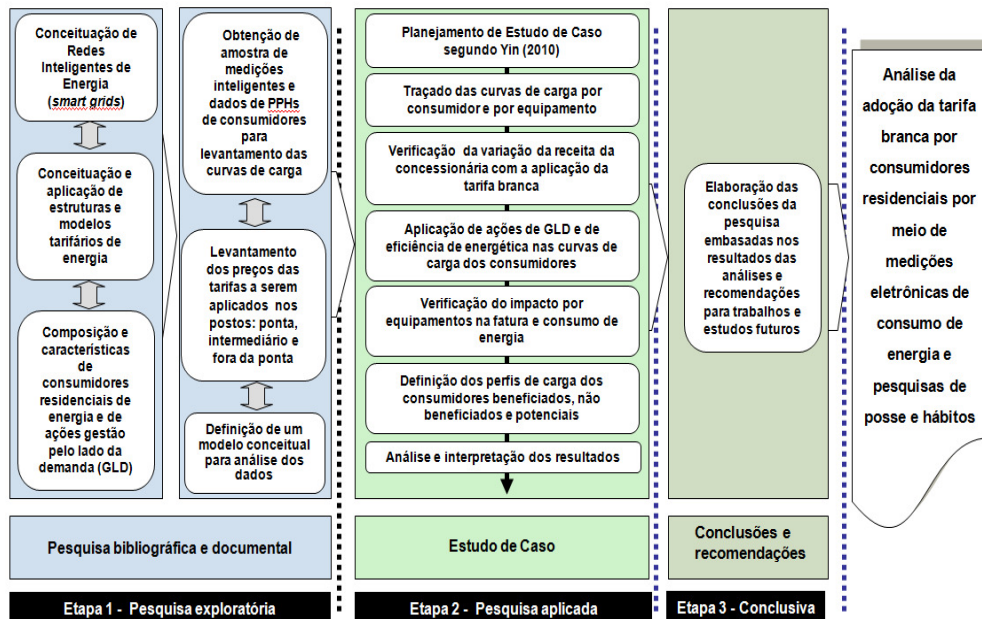 Conceituação de
Redes
Inteligentes de
Energia
(smart grids)
Conceituação e
aplicação de
estruturas e
modelos
tarifários de
energia
Composição e
características
de
consumidores
residenciais de
energia e de
ações gestão
pelo lado da
demanda (GLD)
Obtenção de
amostra de
medições
inteligentes e
dados de PPHs
de consumidores
para
levantamento das
curvas de carga
Levantamento
dos preços das
tarifas a serem
aplicados nos
postos: ponta,
intermediário e
fora da ponta
Definição de um
modelo conceitual
para análise dos
dados
Pesquisa bibliográfica e documental
Etapa 1 - Pesquisa exploratória
Planejamento de Estudo de Caso
segundo Yin (2010)
Traçado das curvas de carga por
consumidor e por equipamento
Verificação da variação da receita da
concessionária com a aplicação da
tarifa branca
Aplicação de ações de GLD e de
eficiência de energética nas curvas de
carga dos consumidores
Verificação do impacto por
equipamentos na fatura e consumo de
energia
Definição dos perfis de carga dos
consumidores beneficiados, não
beneficiados e potenciais
Análise e interpretação dos resultados
Estudo de Caso
Etapa 2 - Pesquisa aplicada
Elaboração das
conclusões da
pesquisa
embasadas nos
resultados das
análises e
recomendações
para trabalhos e
estudos futuros
Conclusões e
recomendações
Etapa 3 - Conclusiva
Análise da
adoção da tarifa
branca por
consumidores
residenciais por
meio de
medições
eletrônicas de
consumo de
energia e
pesquisas de
posse e hábitos